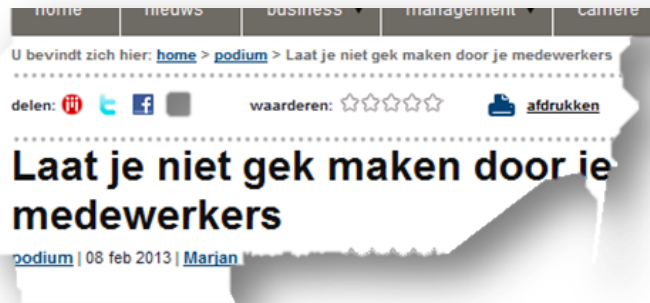 home nieuws business management carrière
U bevindt zich hier: home > podium > Laat je niet gek maken door je medewerkers
delen: waarderen: afdrukken
Laat je niet gek maken door je
medewerkers
podium | 08 feb 2013 | Marjan